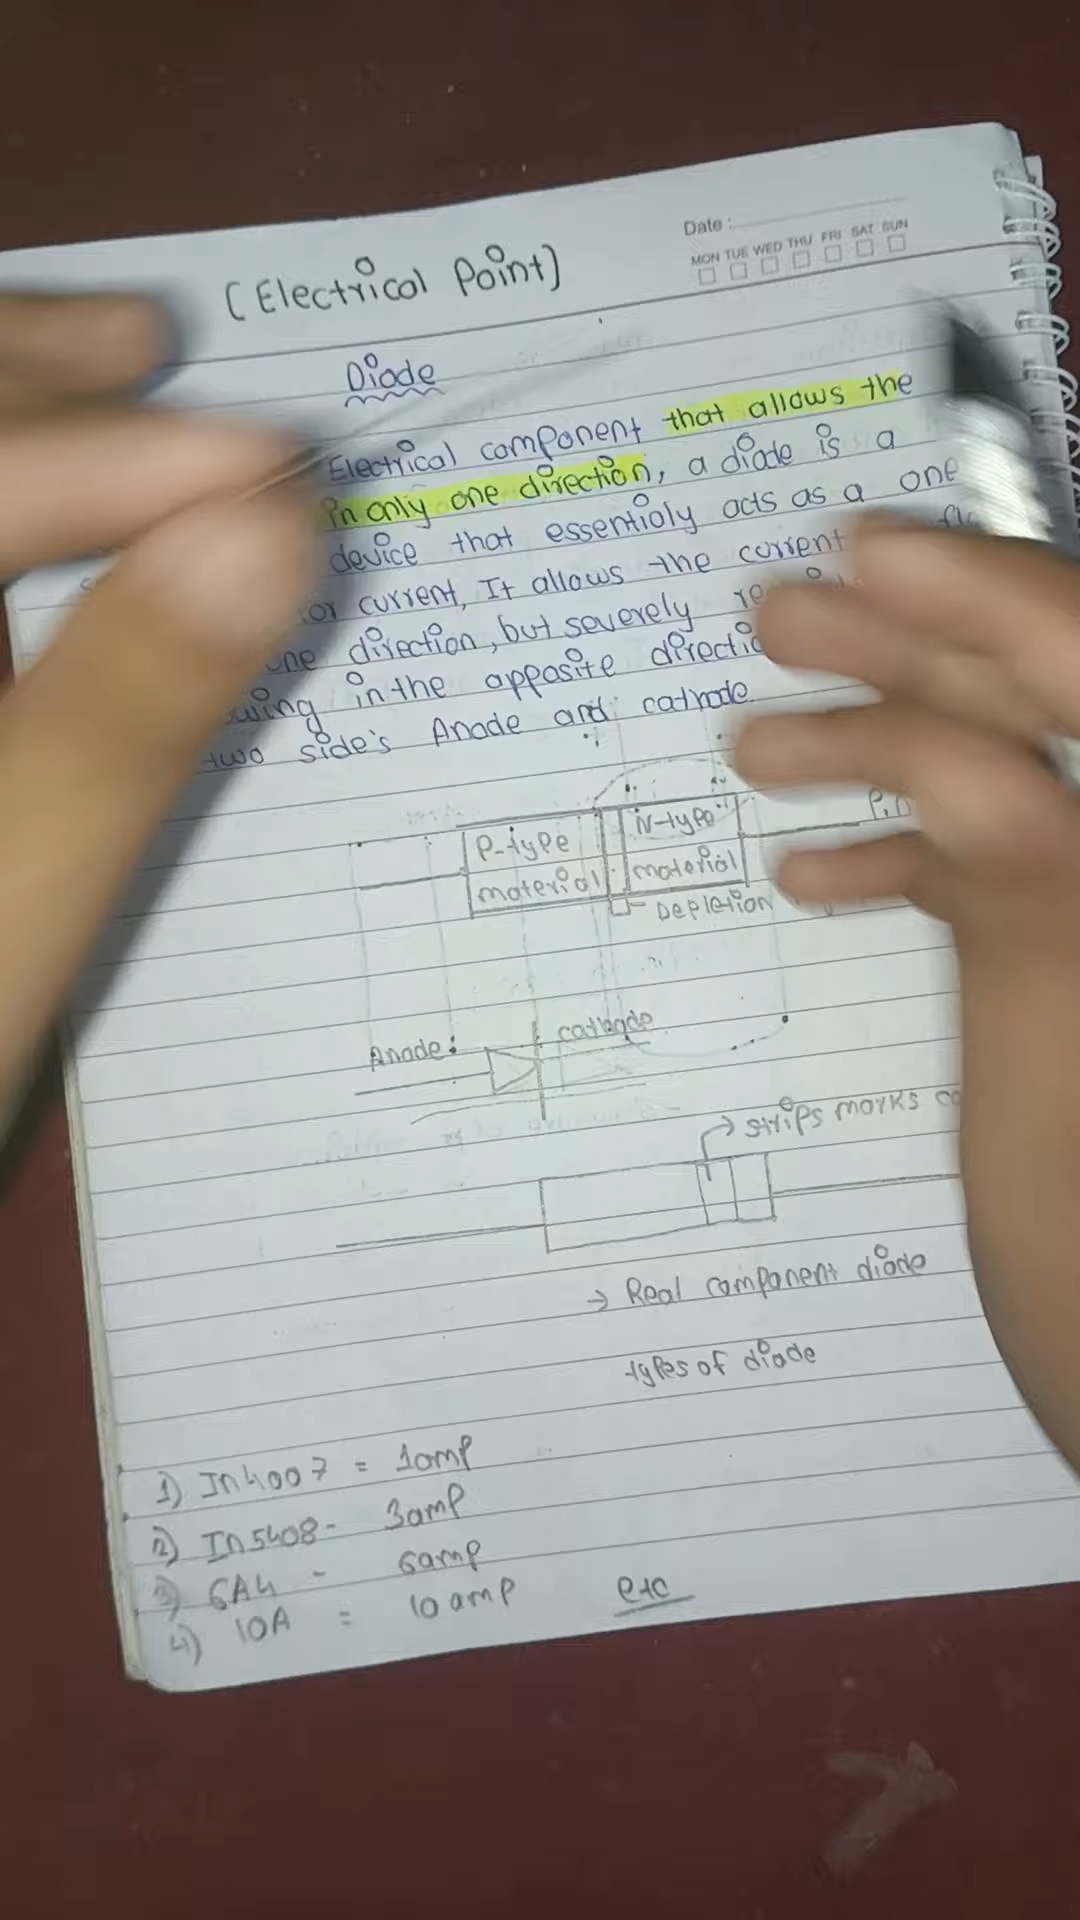 Date :
MON TUE WED THU FRI SAT SUN
(Electrical Point)
Diode
Electrical component that allows the
in only one direction, a diode is a
device that essentioly acts as a one
or current, It allows the current
direction, but severely
in the apposite
two side's Anode and cathode.
P-type
material
N-type
material
Depletion
Anode
cathode
strips marks
→ Real component diode
types of diode
1) In4007 = 1amp
2) In5408- 3amp
3) 6A4 - 6amp
4) 10A = 10amp etc